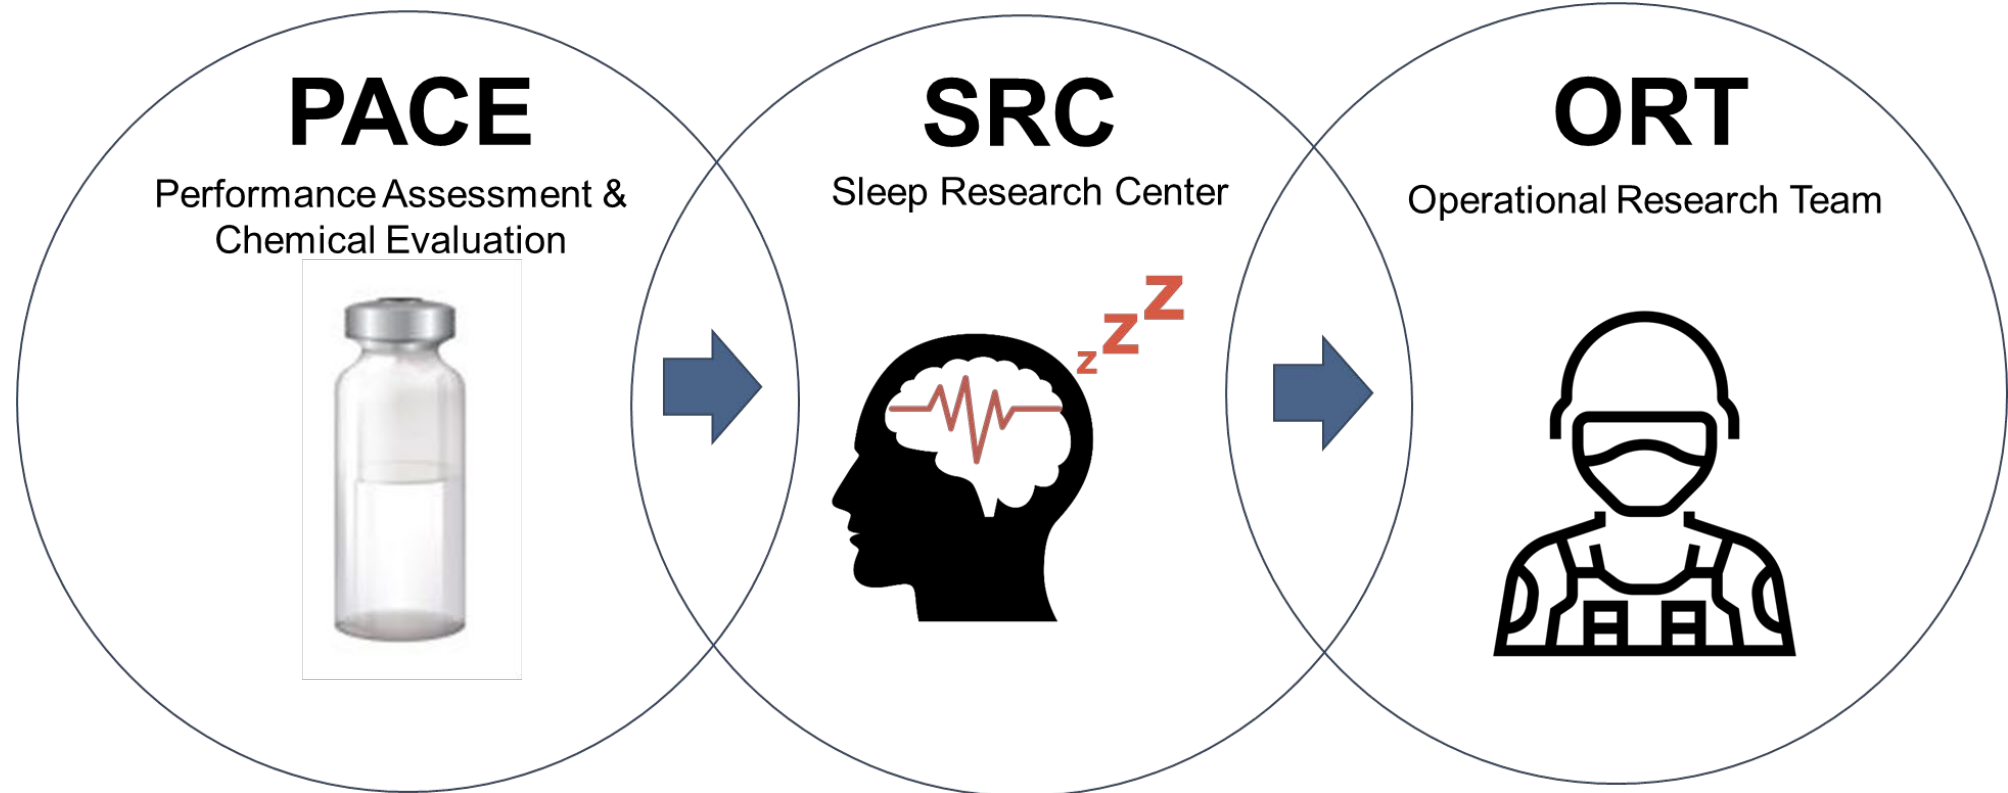 PACE
Performance Assessment &
Chemical Evaluation
SRC
Sleep Research Center
z
z
z
ORT
Operational Research Team